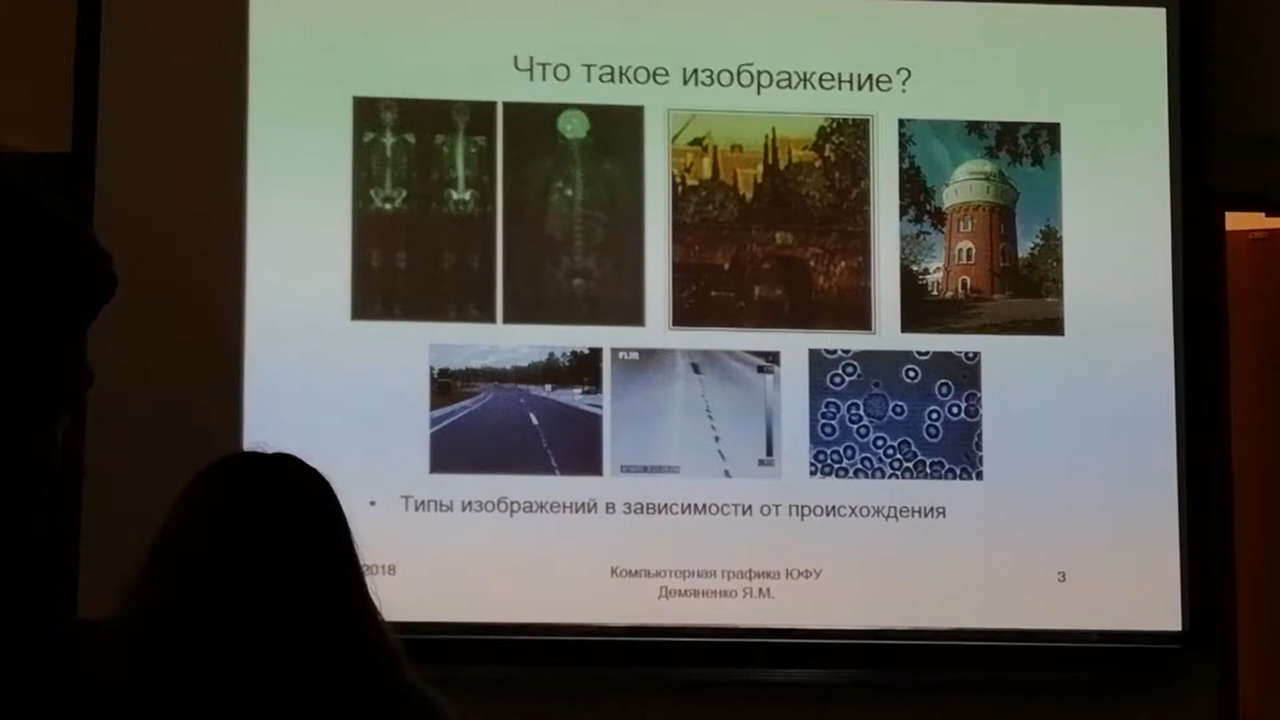 Что такое изображение?
FLIR
• Типы изображений в зависимости от происхождения
2018
Компьютерная графика ЮФУ
Демяненко Я.М.
3